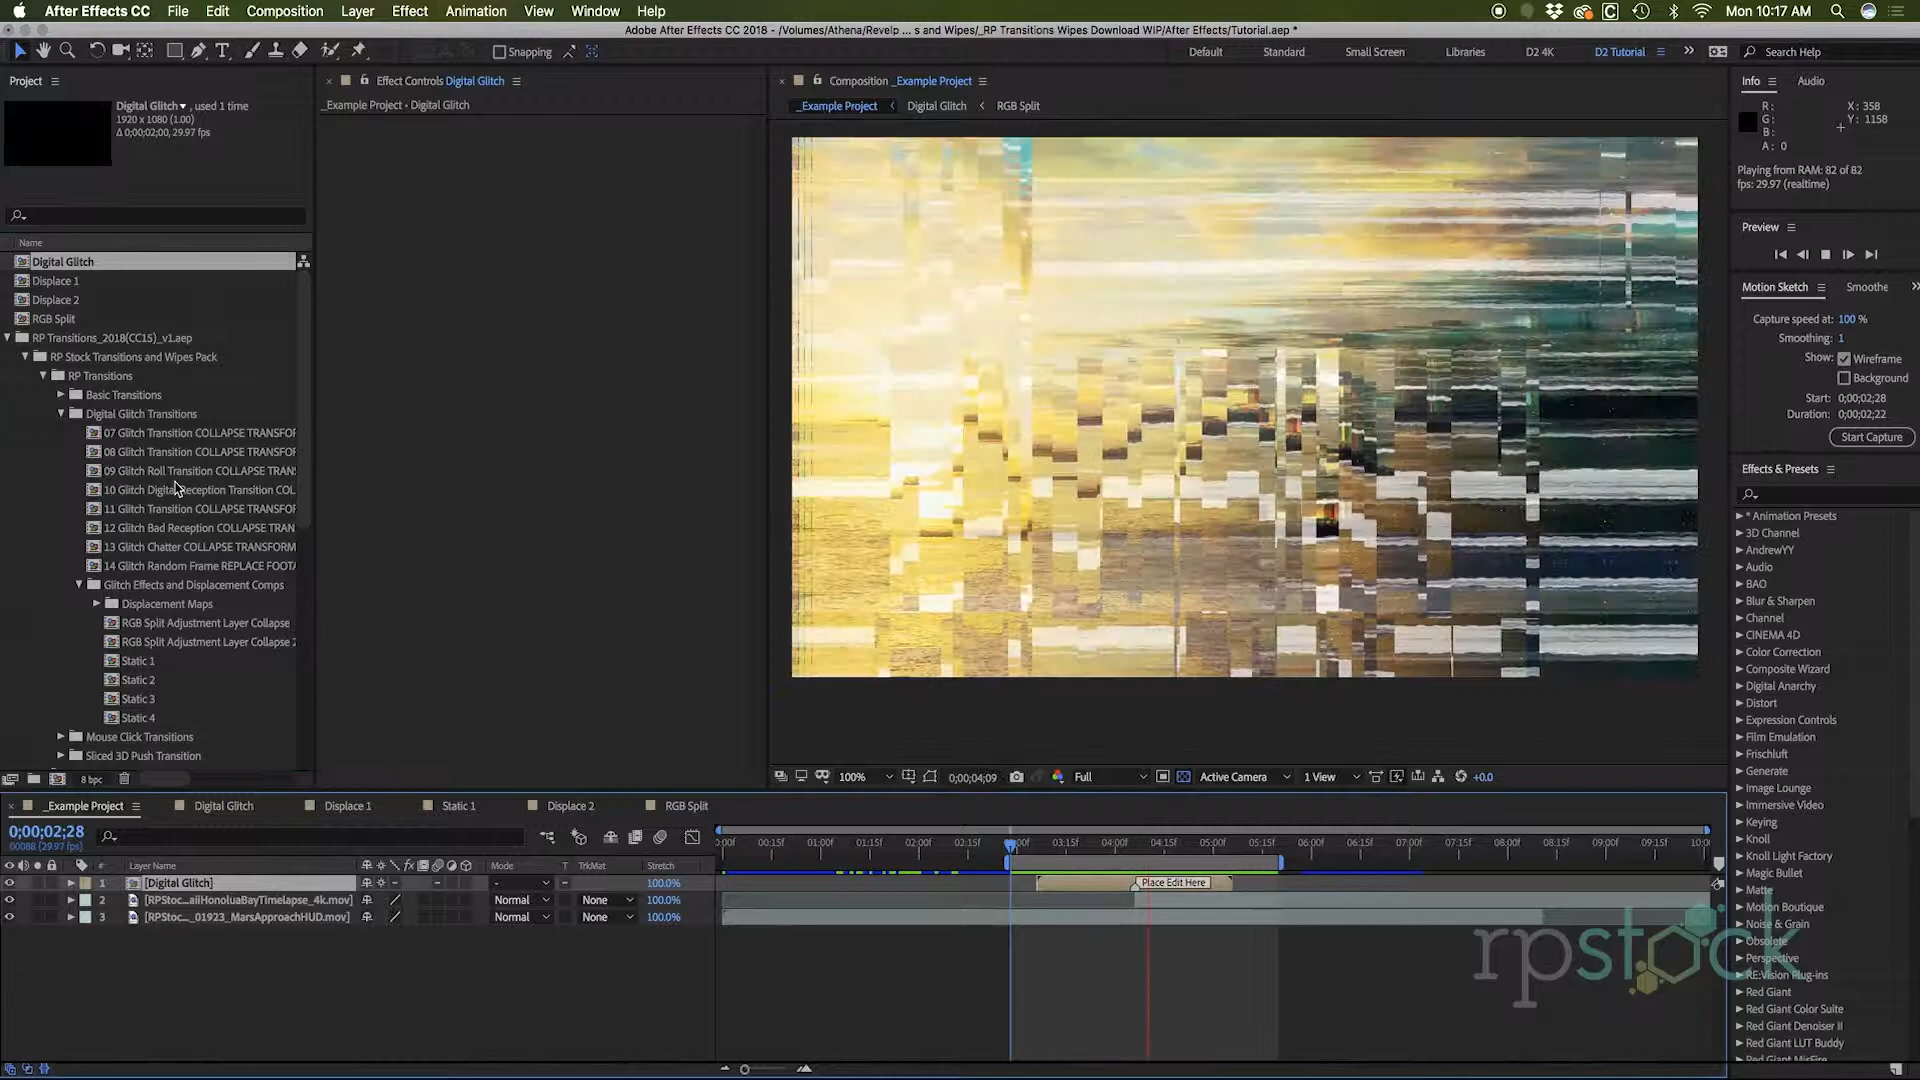 After Effects CC File Edit Composition Layer Effect Animation View Window Help
Mon 10:17 AM
Adobe After Effects CC 2018 - /Volumes/Athena/Revelp ... s and Wipes/_RP Transitions Wipes Download WIP/After Effects/Tutorial.aep *
Snapping
Default Standard Small Screen Libraries D2 4K D2 Tutorial
Search Help
Project
Digital Glitch , used 1 time
1920 x 1080 (1.00)
Δ 0;00;02;00, 29.97 fps
Name
Digital Glitch
Displace 1
Displace 2
RGB Split
RP Transitions_2018(CC15)_v1.aep
RP Stock Transitions and Wipes Pack
RP Transitions
Basic Transitions
Digital Glitch Transitions
07 Glitch Transition COLLAPSE TRANSFOR
08 Glitch Transition COLLAPSE TRANSFOR
09 Glitch Roll Transition COLLAPSE TRANS
10 Glitch Digital Reception Transition COL
11 Glitch Transition COLLAPSE TRANSFOR
12 Glitch Bad Reception COLLAPSE TRAN
13 Glitch Chatter COLLAPSE TRANSFORM
14 Glitch Random Frame REPLACE FOOTA
Glitch Effects and Displacement Comps
Displacement Maps
RGB Split Adjustment Layer Collapse
RGB Split Adjustment Layer Collapse 2
Static 1
Static 2
Static 3
Static 4
Mouse Click Transitions
Sliced 3D Push Transition
8 bpc
Effect Controls Digital Glitch
_Example Project • Digital Glitch
Composition _Example Project
_Example Project Digital Glitch RGB Split
100% 0;00;04;09 Full Active Camera 1 View +0.0
Info Audio
R: X: 358
G: Y: 1158
B:
A: 0
Playing from RAM: 82 of 82
fps: 29.97 (realtime)
Preview
Motion Sketch Smoothe
Capture speed at: 100 %
Smoothing: 1
Show: Wireframe
Background
Start: 0;00;02;28
Duration: 0;00;02;22
Start Capture
Effects & Presets
* Animation Presets
3D Channel
AndrewYY
Audio
BAO
Blur & Sharpen
Channel
CINEMA 4D
Color Correction
Composite Wizard
Digital Anarchy
Distort
Expression Controls
Film Emulation
Frischluft
Generate
Image Lounge
Immersive Video
Keying
Knoll
Knoll Light Factory
Magic Bullet
Matte
Motion Boutique
Noise & Grain
Obsolete
Perspective
RE:Vision Plug-ins
Red Giant
Red Giant Color Suite
Red Giant Denoiser II
Red Giant LUT Buddy
Red Giant MisFire
_Example Project Digital Glitch Displace 1 Static 1 Displace 2 RGB Split
0;00;02;28
00088 (29.97 fps)
# Layer Name fx Mode T TrkMat Stretch
1 [Digital Glitch] - 100.0%
2 [RPStoc...aiiHonoluaBayTimelapse_4k.mov] Normal None 100.0%
3 [RPStoc..._01923_MarsApproachHUD.mov] Normal None 100.0%
0:00f 00:15f 01:00f 01:15f 02:00f 02:15f 03:15f 04:00f 04:15f 05:00f 05:15f 06:00f 06:15f 07:00f 07:15f 08:00f 08:15f 09:00f 09:15f
Place Edit Here
rpstock